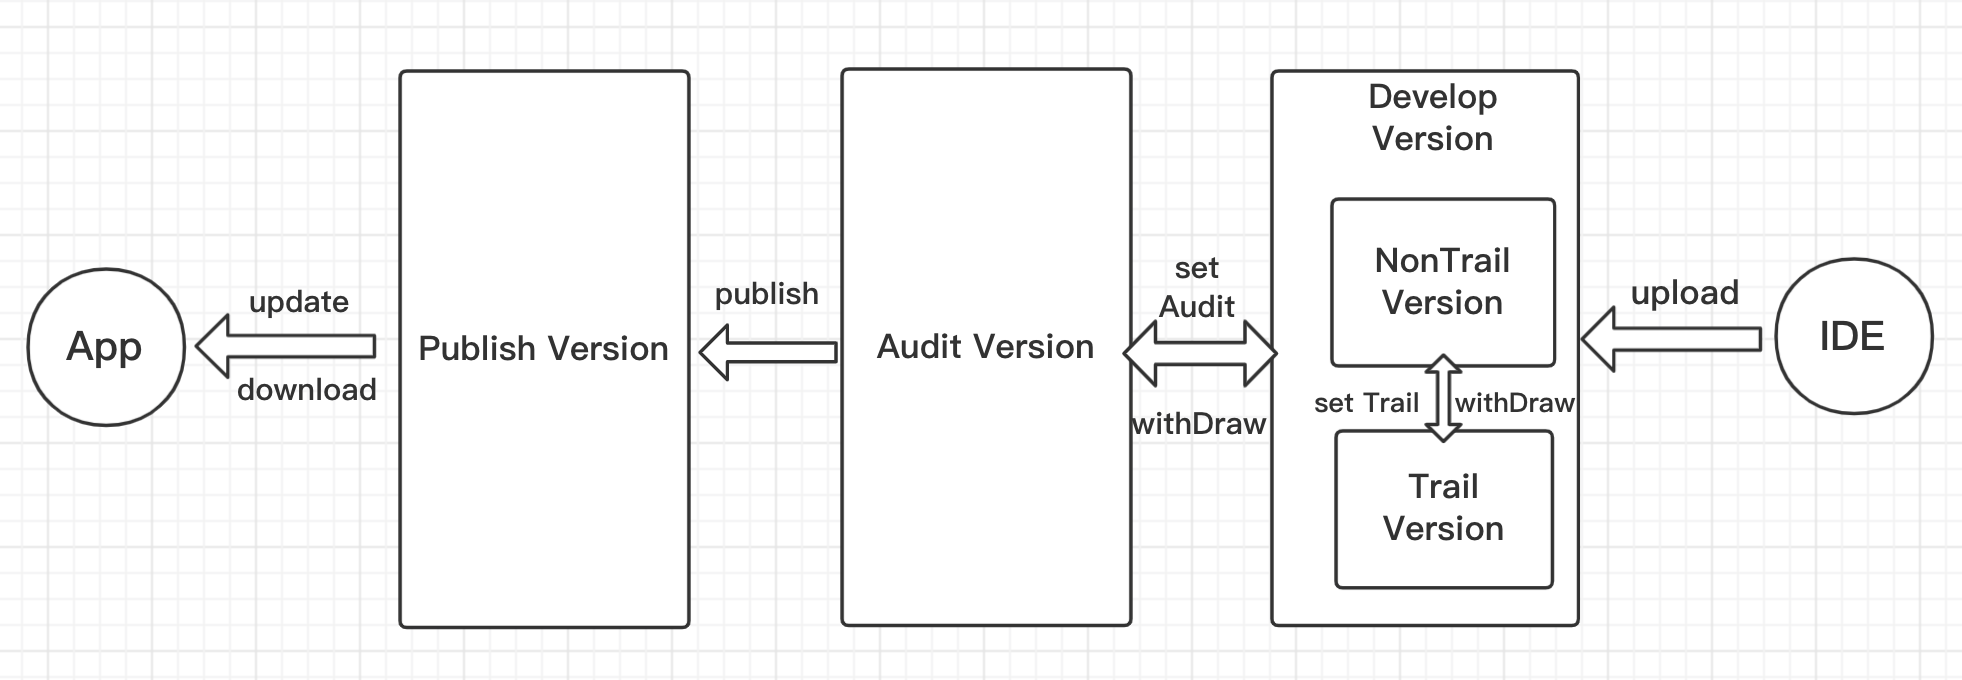 App
update
download
Publish Version
publish
Audit Version
set
Audit
withDraw
Develop
Version
NonTrail
Version
set Trail
withDraw
Trail
Version
upload
IDE